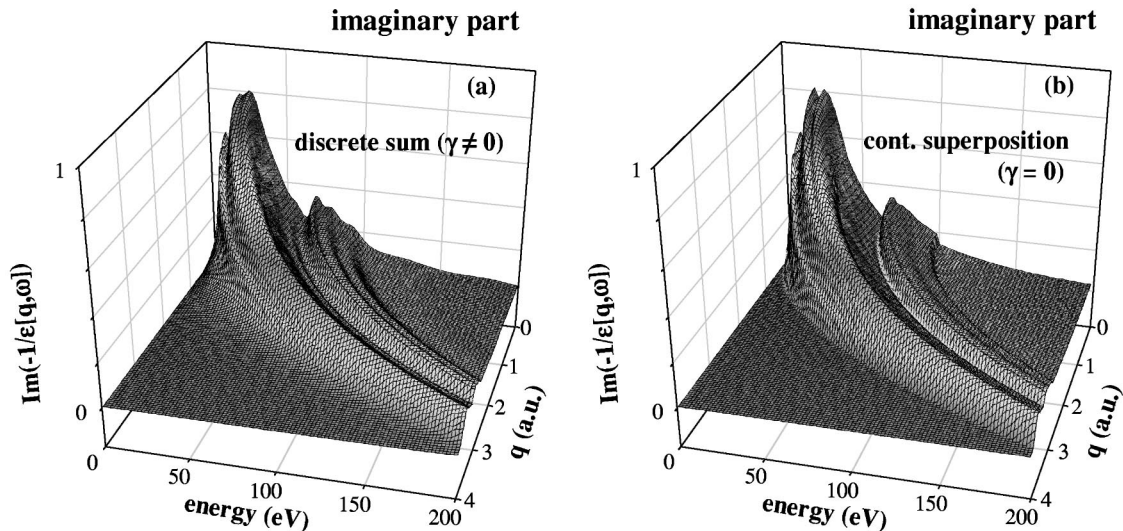 imaginary part
(a)
discrete sum (γ ≠ 0)
1
0
Im(-1/ε[q,ω])
0
50
100
150
200
energy (eV)
0
1
2
3
4
q (a.u.)
imaginary part
(b)
cont. superposition
(γ = 0)
1
0
Im(-1/ε[q,ω])
0
50
100
150
200
energy (eV)
0
1
2
3
4
q (a.u.)